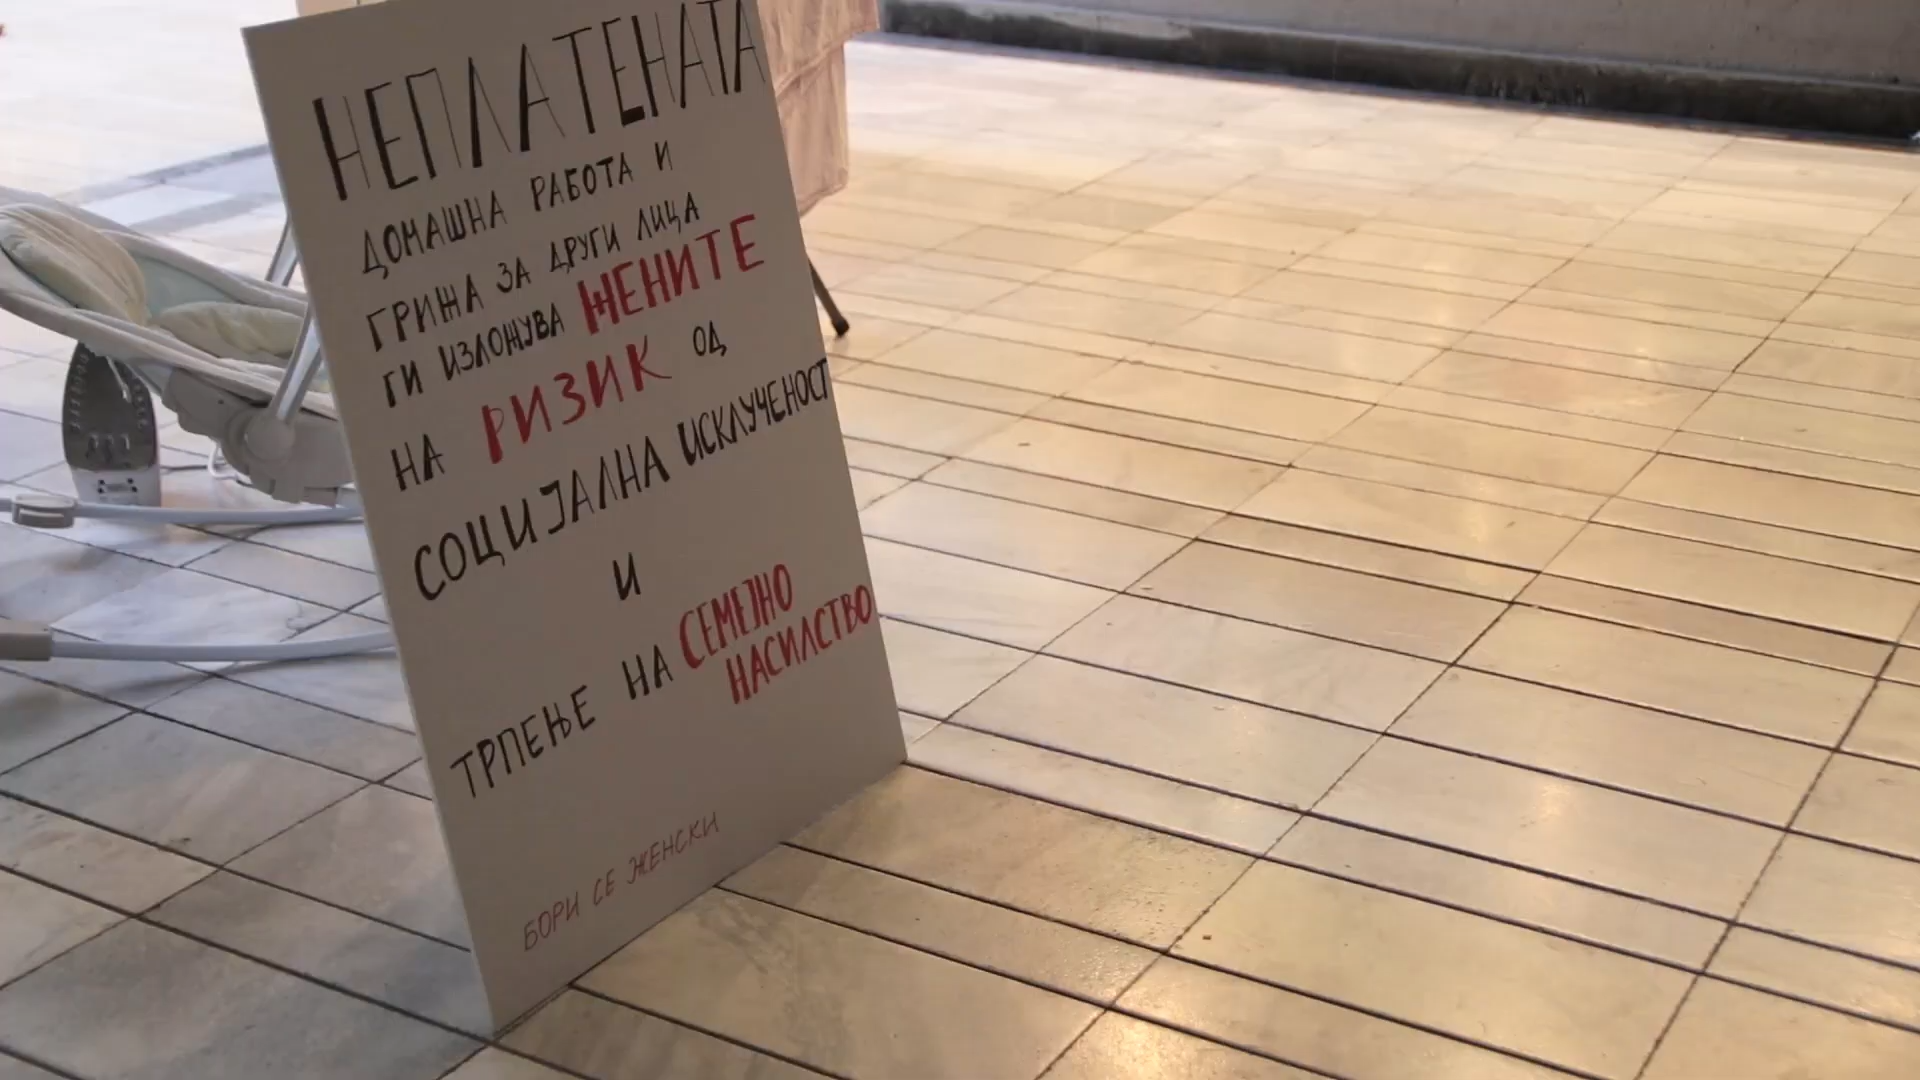 НЕПЛАТЕНАТА
ДОМАШНА РАБОТА И
ГРИЖА ЗА ДРУГИ ЛИЦА
ГИ ИЗЛОЖУВА ЖЕНИТЕ
НА РИЗИК ОД
СОЦИЈАЛНА ИСКЛУЧЕНОСТ
И
ТРПЕЊЕ НА СЕМЕЈНО
НАСИЛСТВО
БОРИ СЕ ЖЕНСКИ